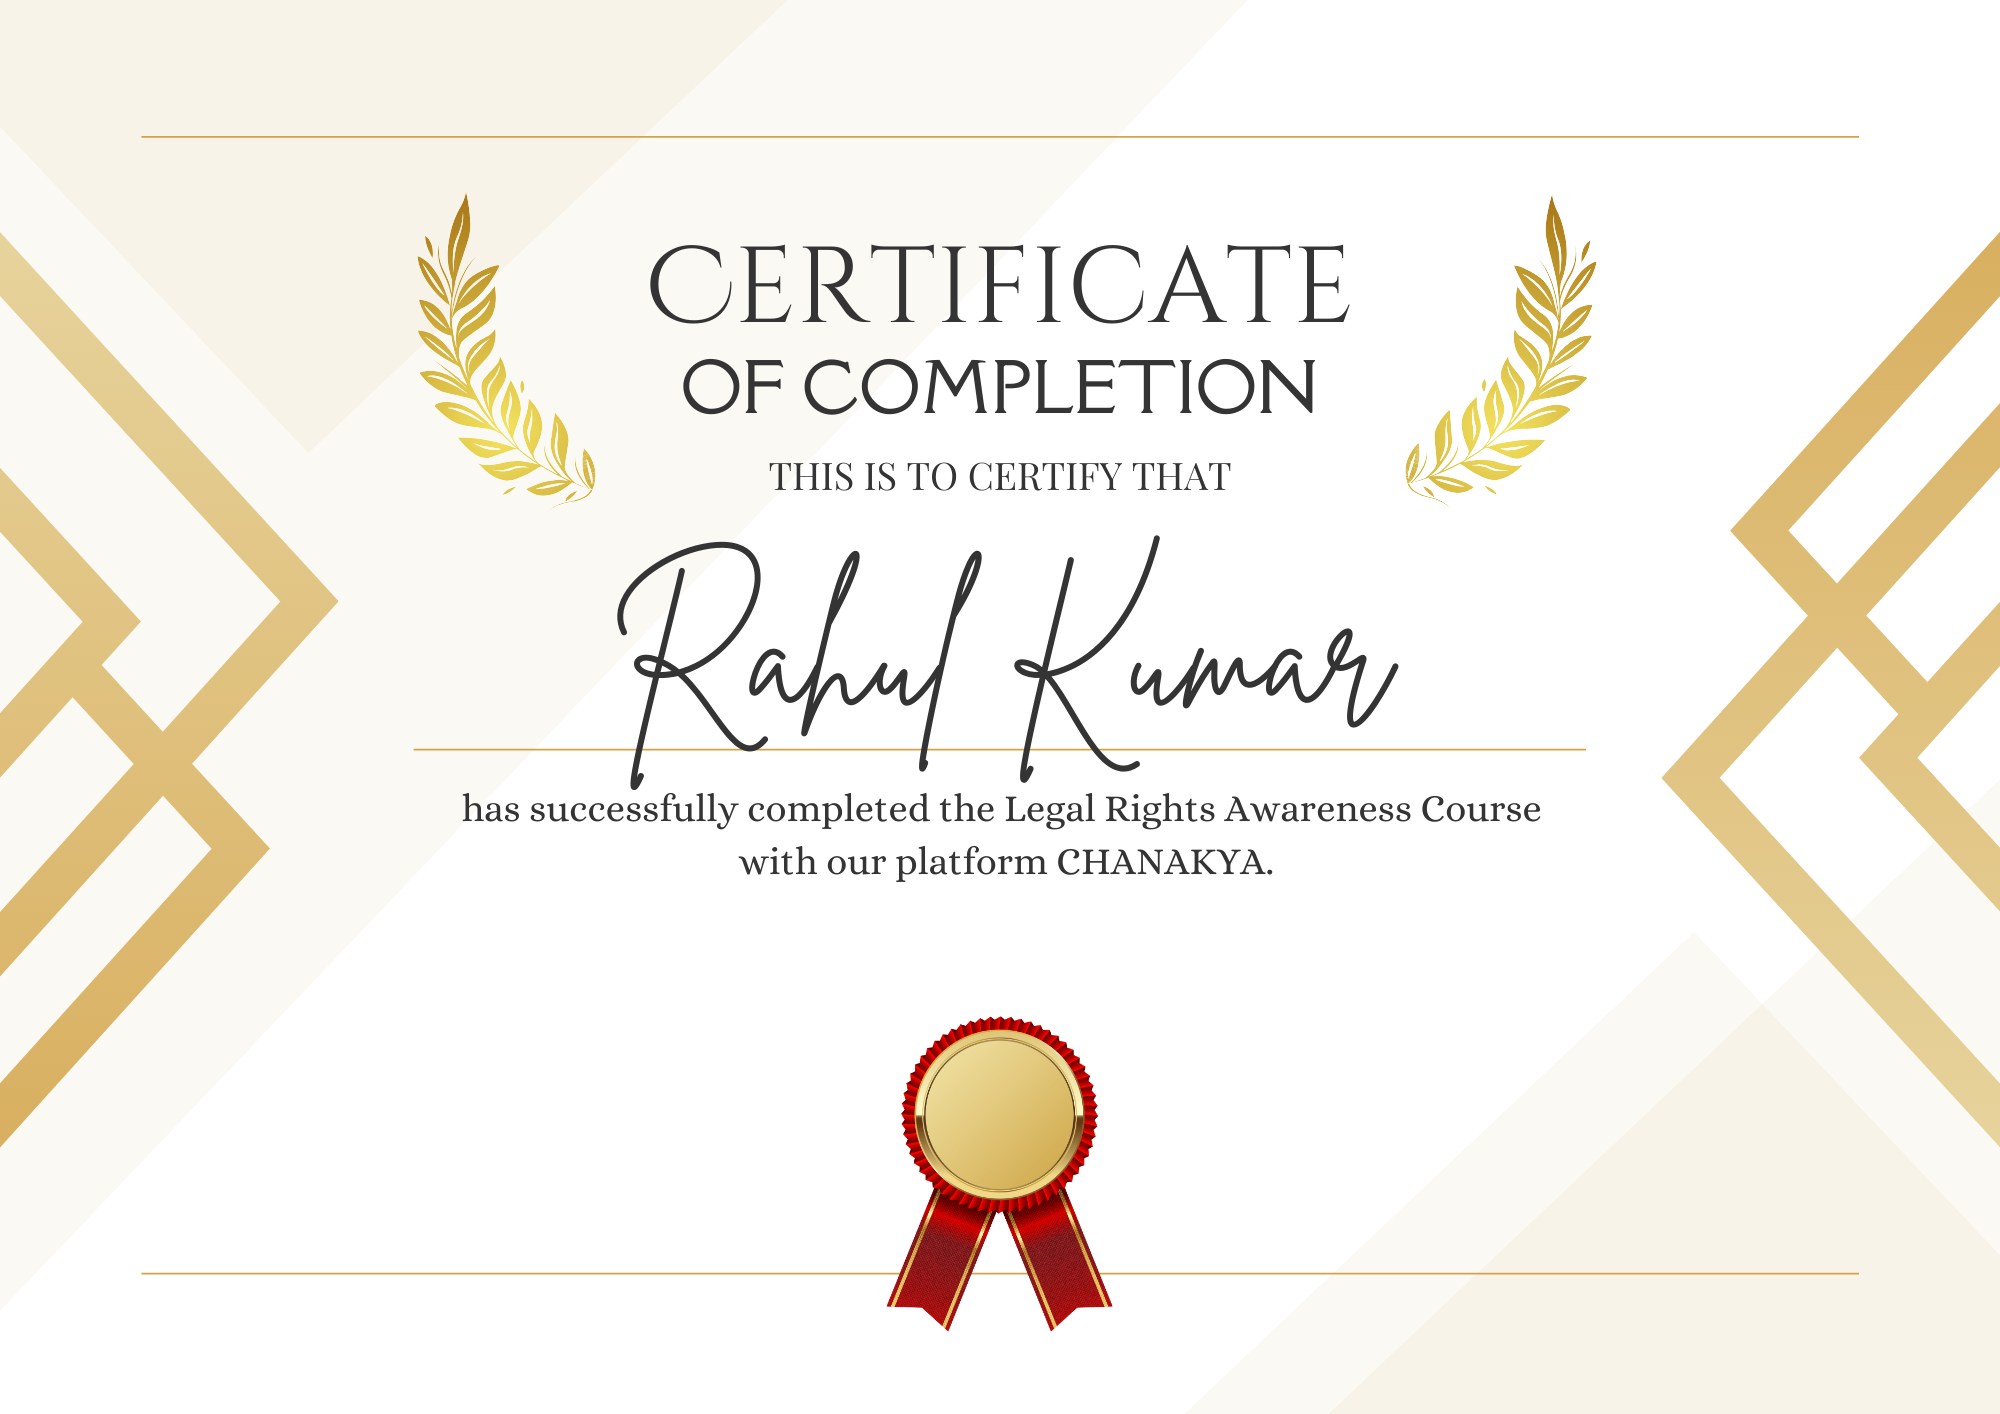 CERTIFICATE
OF COMPLETION
THIS IS TO CERTIFY THAT
Rahul Kumar
has successfully completed the Legal Rights Awareness Course
with our platform CHANAKYA.